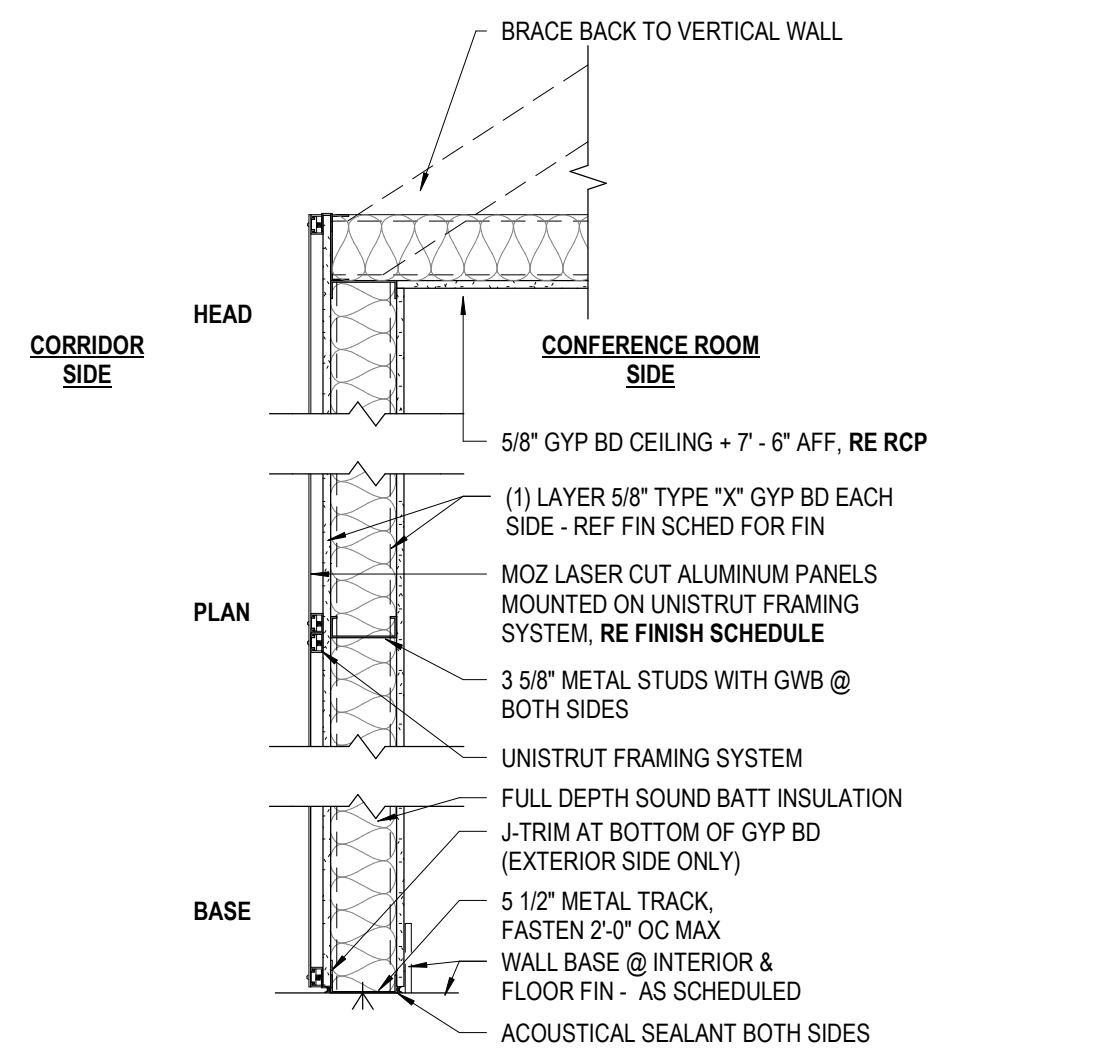 BRACE BACK TO VERTICAL WALL
HEAD
CORRIDOR
SIDE
CONFERENCE ROOM
SIDE
5/8" GYP BD CEILING + 7' - 6" AFF, RE RCP
(1) LAYER 5/8" TYPE "X" GYP BD EACH
SIDE - REF FIN SCHED FOR FIN
MOZ LASER CUT ALUMINUM PANELS
MOUNTED ON UNISTRUT FRAMING
SYSTEM, RE FINISH SCHEDULE
PLAN
3 5/8" METAL STUDS WITH GWB @
BOTH SIDES
UNISTRUT FRAMING SYSTEM
FULL DEPTH SOUND BATT INSULATION
J-TRIM AT BOTTOM OF GYP BD
(EXTERIOR SIDE ONLY)
BASE
5 1/2" METAL TRACK,
FASTEN 2'-0" OC MAX
WALL BASE @ INTERIOR &
FLOOR FIN - AS SCHEDULED
ACOUSTICAL SEALANT BOTH SIDES